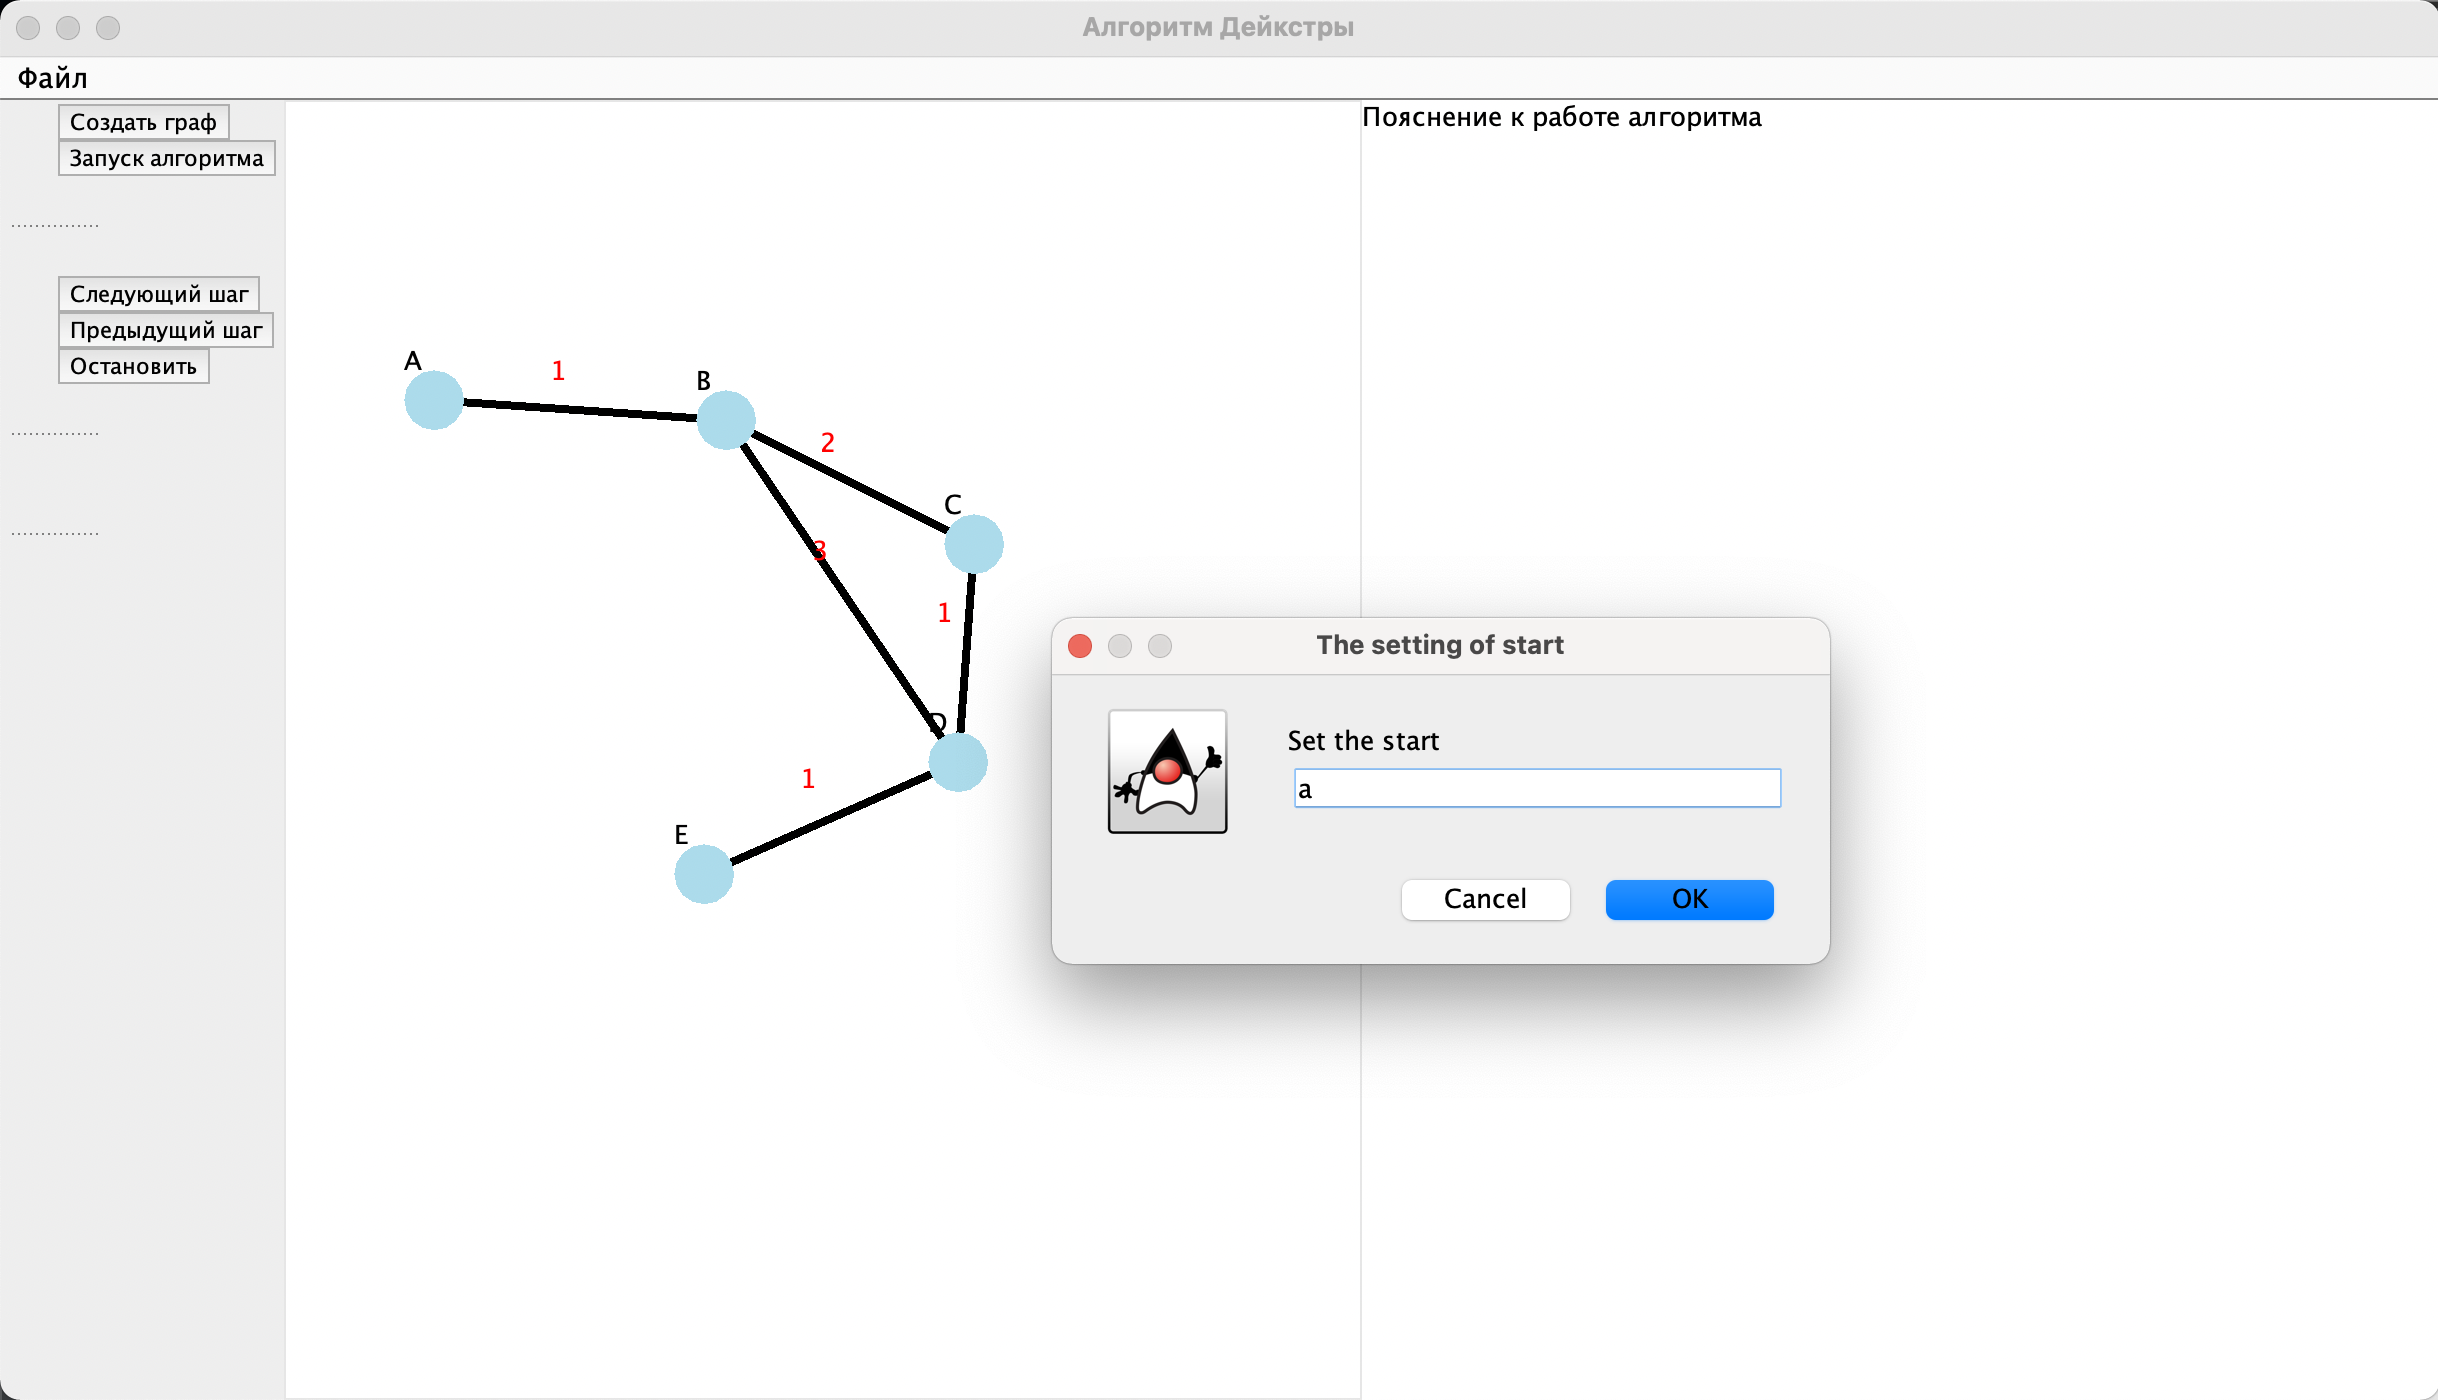 Алгоритм Дейкстры
Файл
Создать граф
Запуск алгоритма
Следующий шаг
Предыдущий шаг
Остановить
A
1
B
2
C
3
1
D
1
E
Пояснение к работе алгоритма
The setting of start
Set the start
a
Cancel
OK